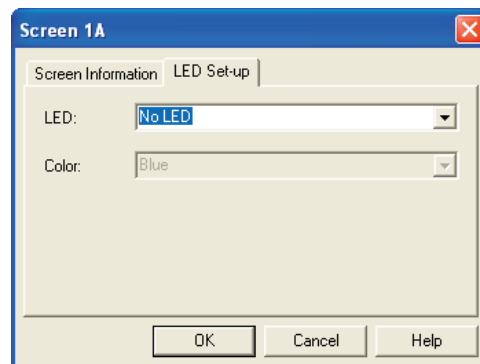 Screen 1A
Screen Information LED Set-up
LED: No LED
Color: Blue
OK Cancel Help